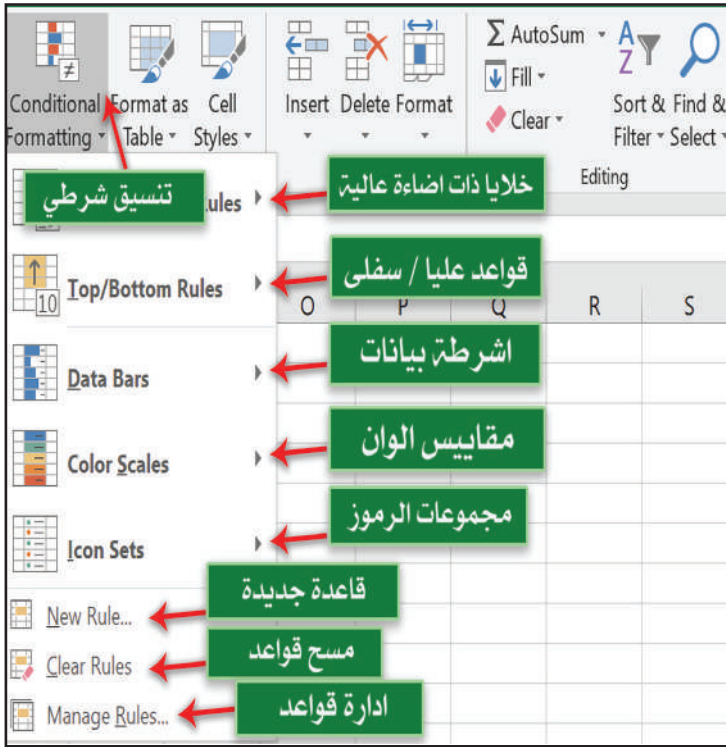 Conditional Formatting
Format as Table
Cell Styles
Insert
Delete
Format
AutoSum
Fill
Clear
A
Z
Sort & Filter
Find & Select
Editing
تنسيق شرطي
ules
خلايا ذات اضاءة عالية
10
Top/Bottom Rules
قواعد عليا / سفلى
O P Q R S
Data Bars
اشرطة بيانات
Color Scales
مقاييس الوان
Icon Sets
مجموعات الرموز
New Rule...
قاعدة جديدة
Clear Rules
مسح قواعد
Manage Rules...
ادارة قواعد